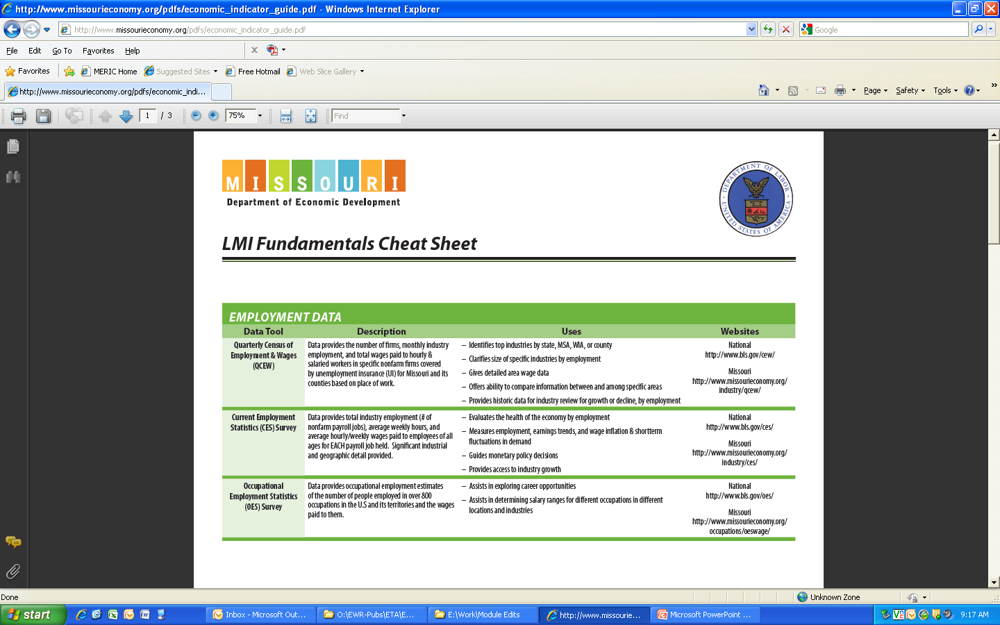 http://www.missourieconomy.org/pdfs/economic_indicator_guide.pdf - Windows Internet Explorer
http://www.missourieconomy.org/pdfs/economic_indicator_guide.pdf
Google
File Edit Go To Favorites Help
x
Favorites MERIC Home Suggested Sites Free Hotmail Web Slice Gallery
http://www.missourieconomy.org/pdfs/economic_indi...
Page Safety Tools »
1 / 3 75% Find
MISSOURI
Department of Economic Development
DEPARTMENT OF LABOR
UNITED STATES OF AMERICA
LMI Fundamentals Cheat Sheet
EMPLOYMENT DATA
Data Tool Description Uses Websites
Quarterly Census of
Employment & Wages
(QCEW)
Data provides the number of firms, monthly industry
employment, and total wages paid to hourly &
salaried workers in specific nonfarm firms covered
by unemployment insurance (UI) for Missouri and its
counties based on place of work.
– Identifies top industries by state, MSA, WIA, or county
– Clarifies size of specific industries by employment
– Gives detailed area wage data
– Offers ability to compare information between and among specific areas
– Provides historic data for industry review for growth or decline, by employment
National
http://www.bls.gov/cew/
Missouri
http://www.missourieconomy.org/
industry/qcew/
Current Employment
Statistics (CES) Survey
Data provides total industry employment (# of
nonfarm payroll jobs), average weekly hours, and
average hourly/weekly wages paid to employees of all
ages for EACH payroll job held. Significant industrial
and geographic detail provided.
– Evaluates the health of the economy by employment
– Measures employment, earnings trends, and wage inflation & shortterm
fluctuations in demand
– Guides monetary policy decisions
– Provides access to industry growth
National
http://www.bls.gov/ces/
Missouri
http://www.missourieconomy.org/
industry/ces/
Occupational
Employment Statistics
(OES) Survey
Data provides occupational employment estimates
of the number of people employed in over 800
occupations in the U.S and its territories and the wages
paid to them.
– Assists in exploring career opportunities
– Assists in determining salary ranges for different occupations in different
locations and industries
National
http://www.bls.gov/oes/
Missouri
http://www.missourieconomy.org/
occupations/oeswage/
Done
Unknown Zone
start
Inbox - Microsoft Out...
O:\EWR-Pubs\ETA\E...
E:\Work\Module Edits
http://www.missourie...
Microsoft PowerPoint ...
9:17 AM